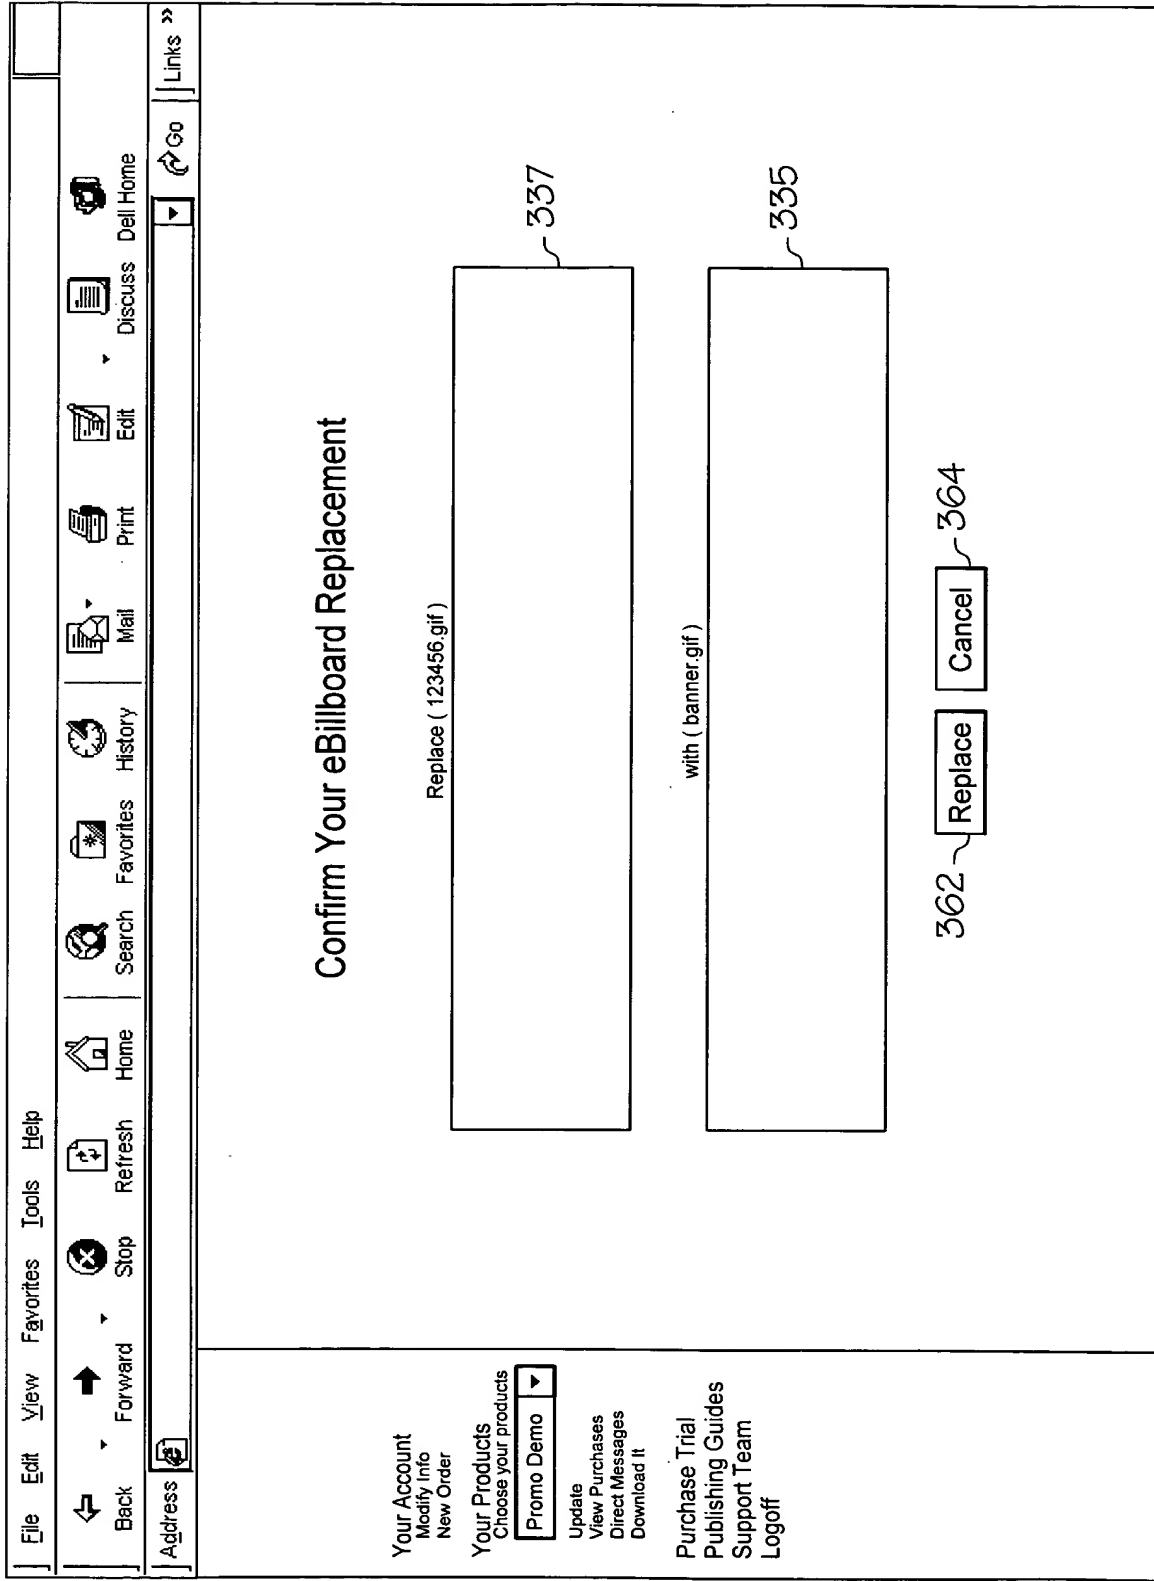 File Edit View Favorites Tools Help
Back Forward Stop Refresh Home Search Favorites History Mail Print Edit Discuss Dell Home
Address Go Links »
Your Account
Modify Info
New Order
Your Products
Choose your products
Promo Demo
Update
View Purchases
Direct Messages
Download It
Purchase Trial
Publishing Guides
Support Team
Logoff
Confirm Your eBillboard Replacement
Replace ( 123456.gif )
337
with ( banner.gif )
335
362 Replace Cancel 364